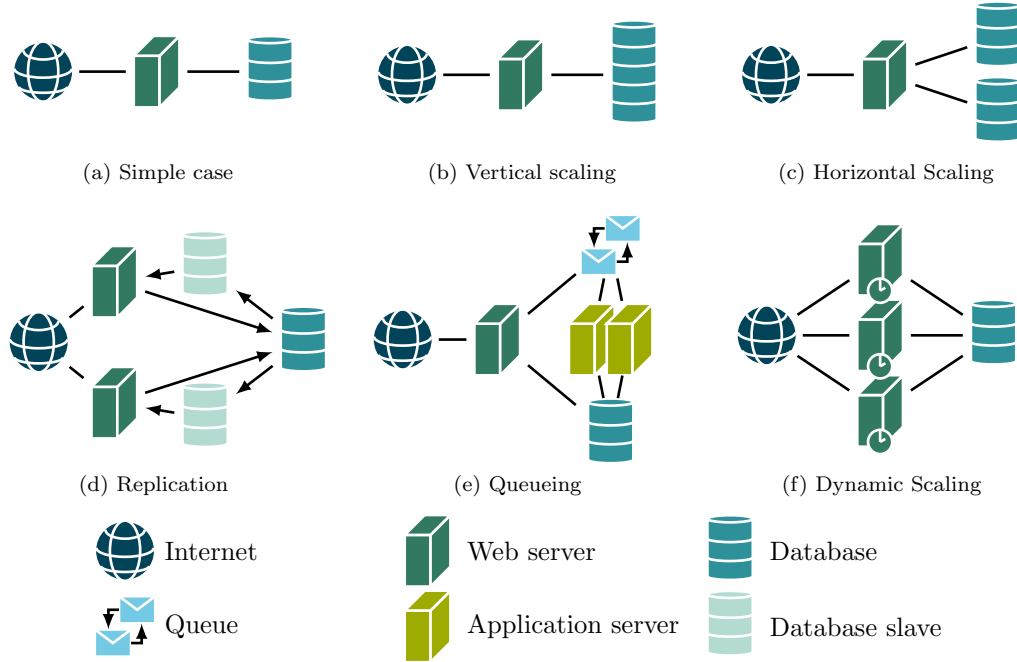 (a) Simple case
(b) Vertical scaling
(c) Horizontal Scaling
(d) Replication
(e) Queueing
(f) Dynamic Scaling
Internet
Web server
Database
Queue
Application server
Database slave